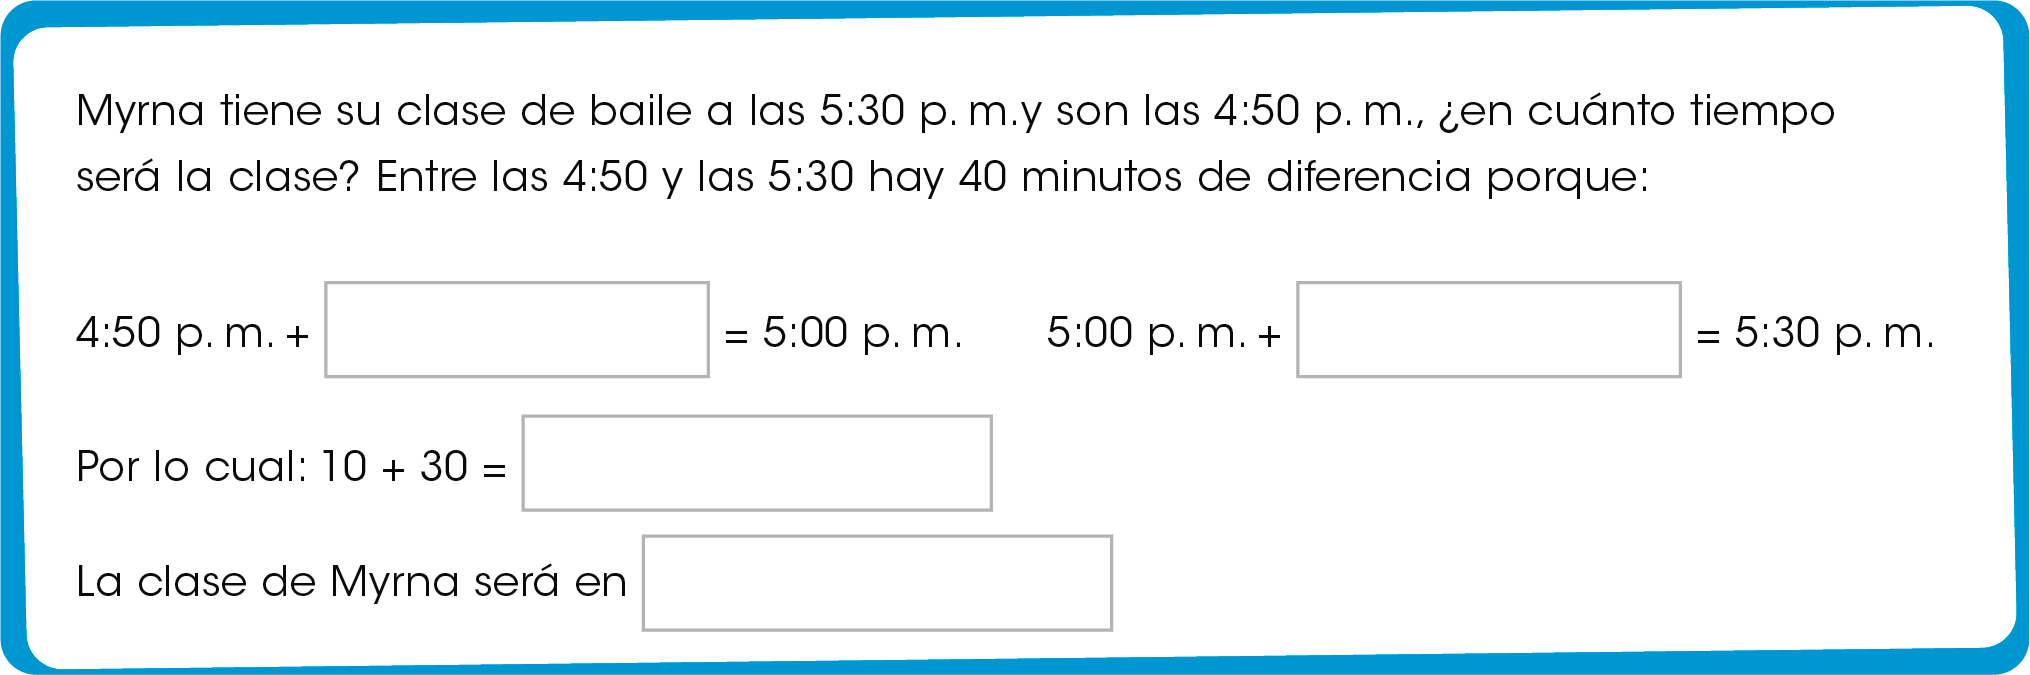 Myrna tiene su clase de baile a las 5:30 p. m.y son las 4:50 p. m., ¿en cuánto tiempo
será la clase? Entre las 4:50 y las 5:30 hay 40 minutos de diferencia porque:
4:50 p. m. + = 5:00 p. m. 5:00 p. m. + = 5:30 p. m.
Por lo cual: 10 + 30 =
La clase de Myrna será en